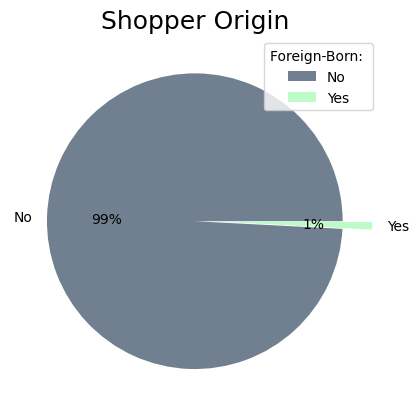 Shopper Origin
Foreign-Born:
No
Yes
No
99%
1%
Yes